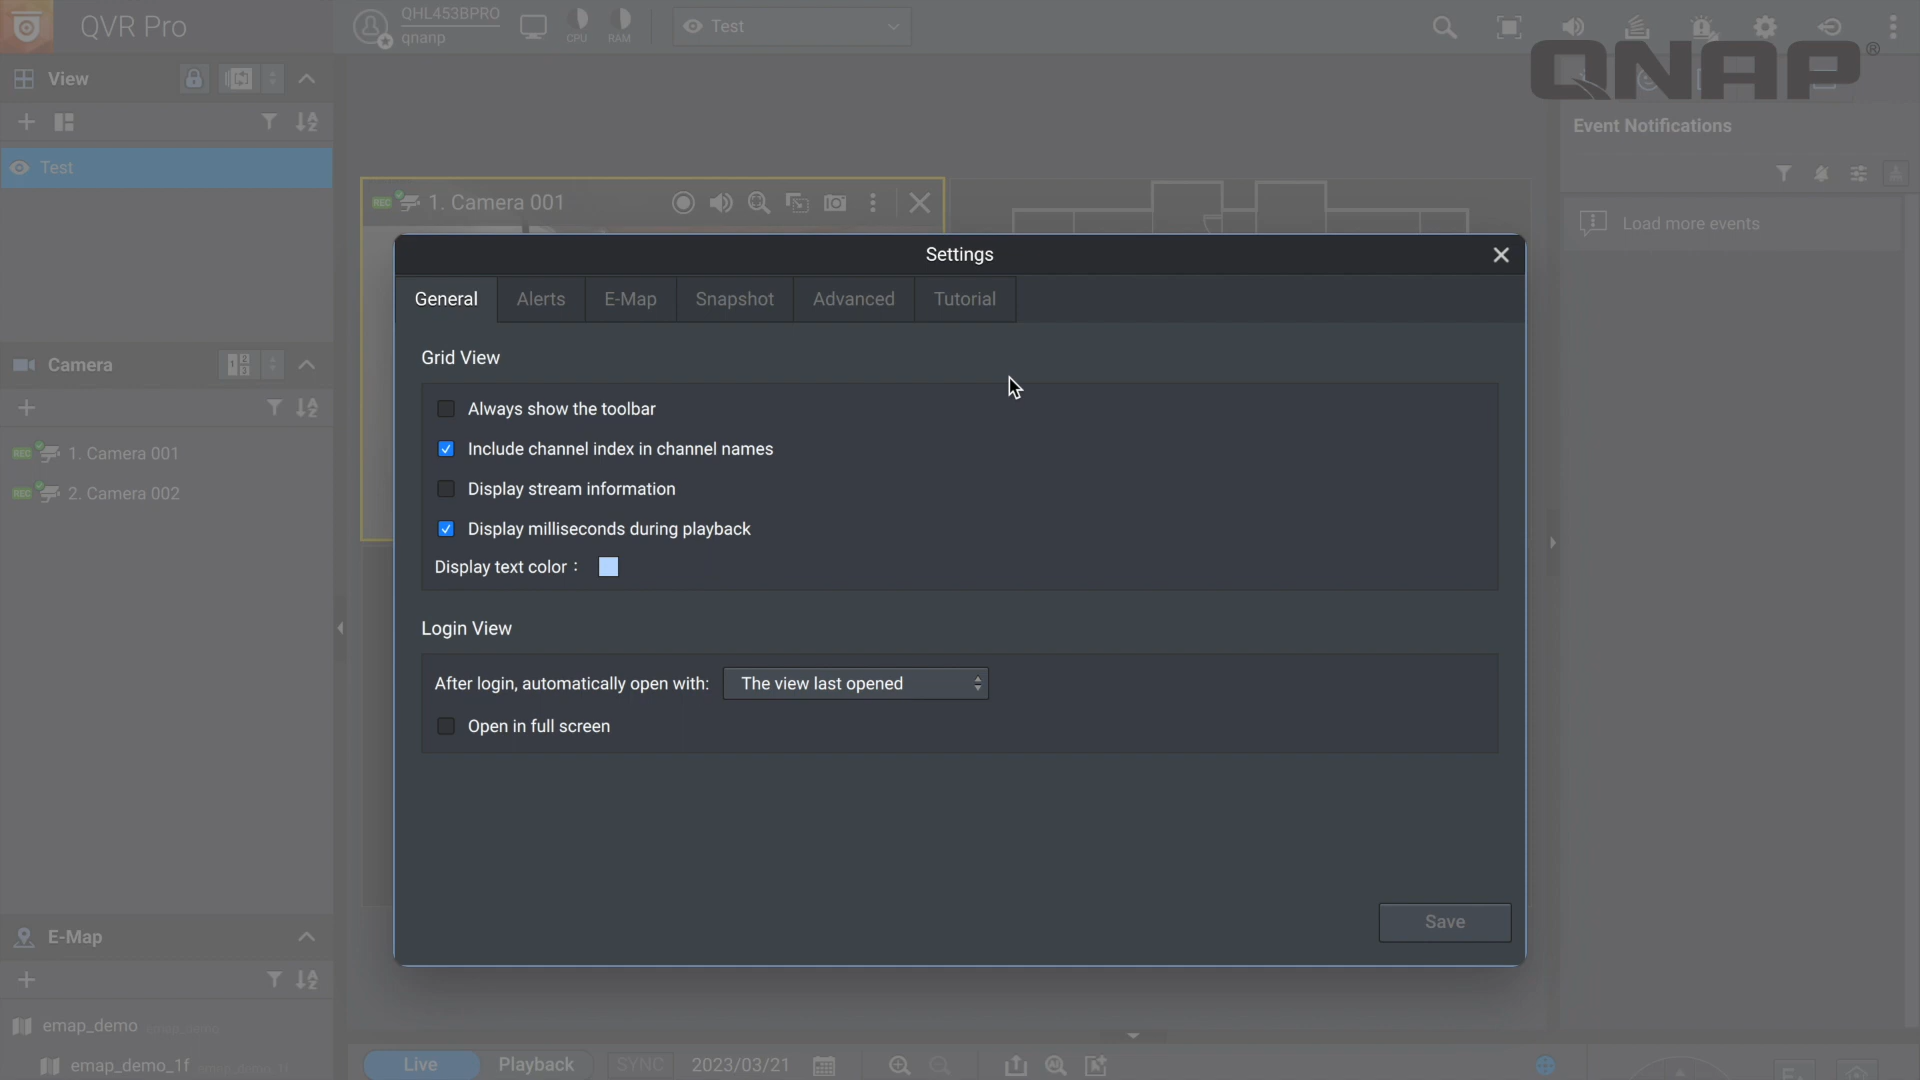 QVR Pro
QHL453BPRO
qnanp
CPU
RAM
Test
QNAP®
View
Test
Camera
REC 1. Camera 001
REC 2. Camera 002
E-Map
emap_demo
emap_demo_1f
REC 1. Camera 001
Settings
General
Alerts
E-Map
Snapshot
Advanced
Tutorial
Grid View
Always show the toolbar
Include channel index in channel names
Display stream information
Display milliseconds during playback
Display text color :
Login View
After login, automatically open with: The view last opened
Open in full screen
Save
Event Notifications
Load more events
Live
Playback
SYNC
2023/03/21